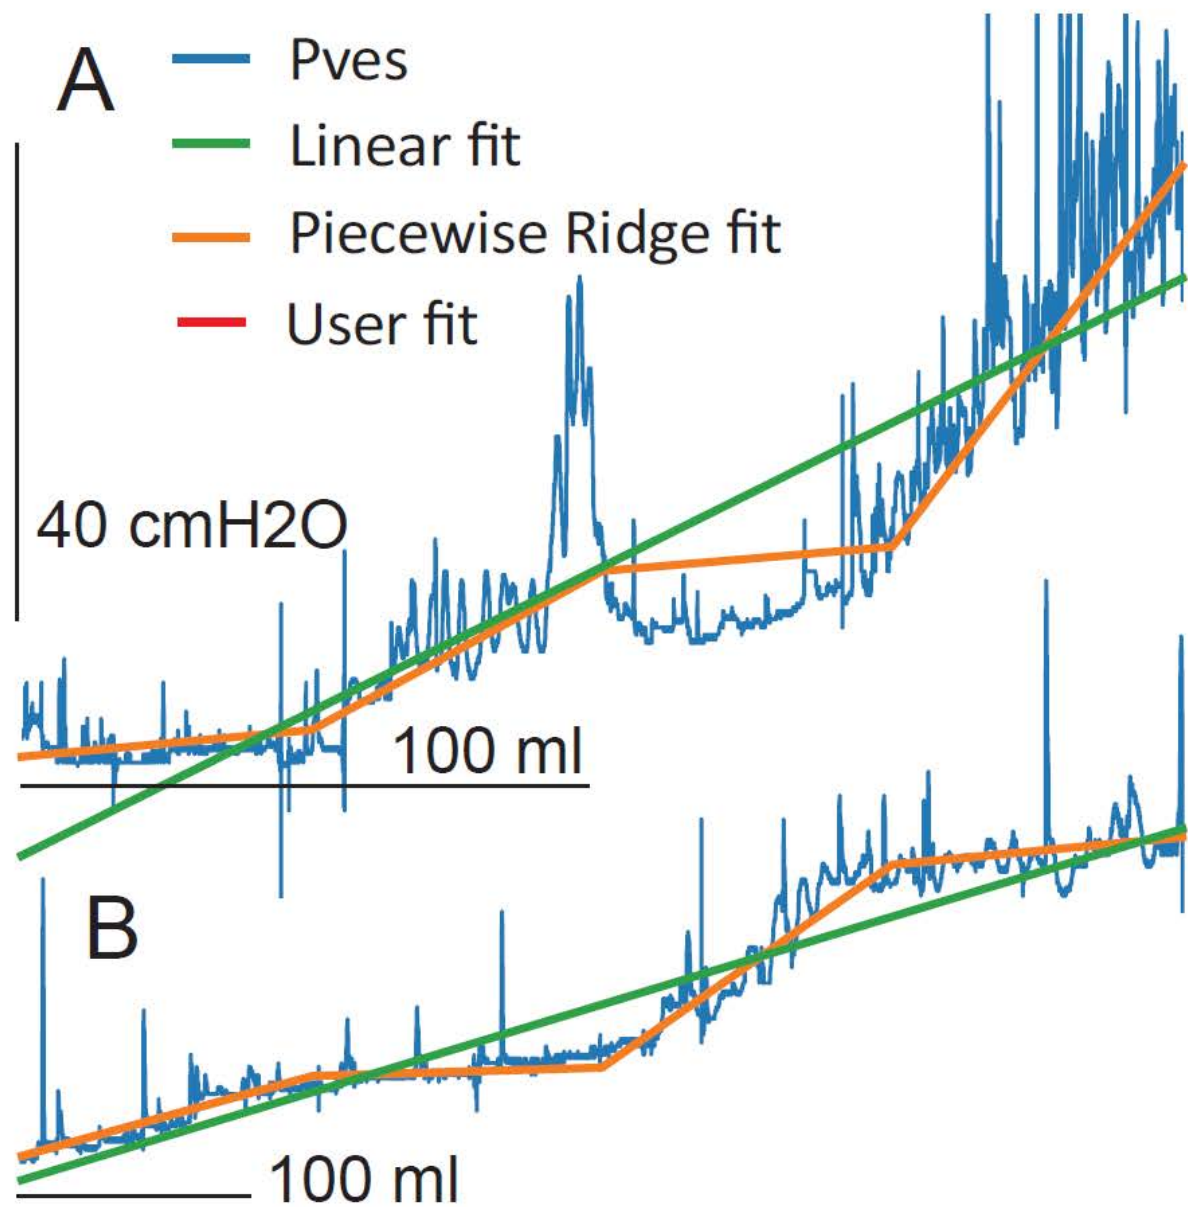 A
Pves
Linear fit
Piecewise Ridge fit
User fit
40 cmH2O
100 ml
B
100 ml